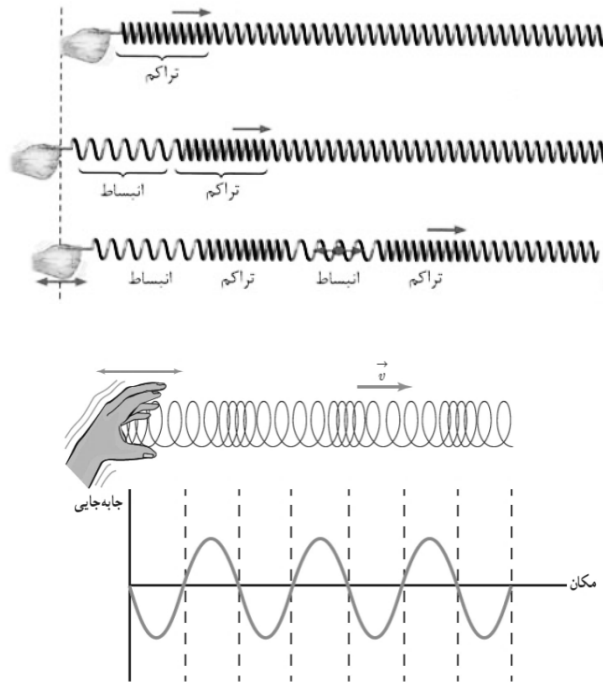 تراکم
انبساط تراکم
انبساط تراکم انبساط تراکم
v
جابه‌جایی
مکان